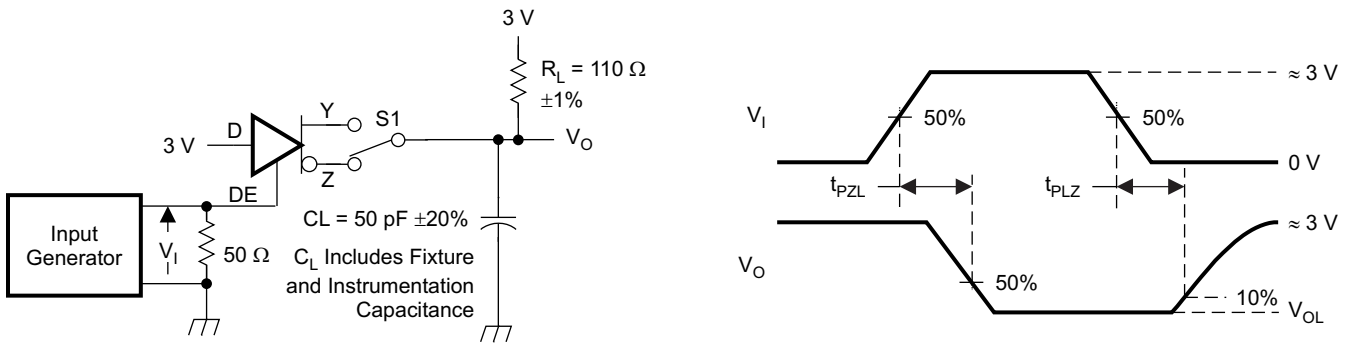 3 V
R_L = 110 Ω
±1%
Y
S1
D
3 V
V_O
Z
DE
Input
Generator
V_I
50 Ω
CL = 50 pF ±20%
C_L Includes Fixture
and Instrumentation
Capacitance
≈ 3 V
V_I
50%
50%
0 V
t_PZL
t_PLZ
≈ 3 V
V_O
50%
10%
V_OL